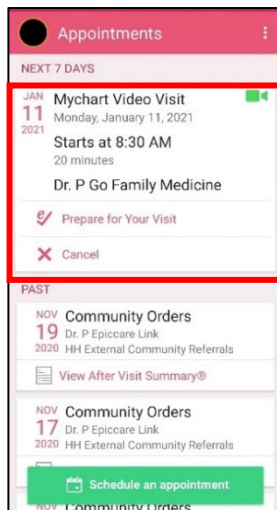 Appointments
NEXT 7 DAYS
JAN
11
2021
Mychart Video Visit
Monday, January 11, 2021
Starts at 8:30 AM
20 minutes
Dr. P Go Family Medicine
Prepare for Your Visit
Cancel
PAST
NOV
19
2020
Community Orders
Dr. P Epiccare Link
HH External Community Referrals
View After Visit Summary®
NOV
17
2020
Community Orders
Dr. P Epiccare Link
HH External Community Referrals
Schedule an appointment
NOV
Community Orders